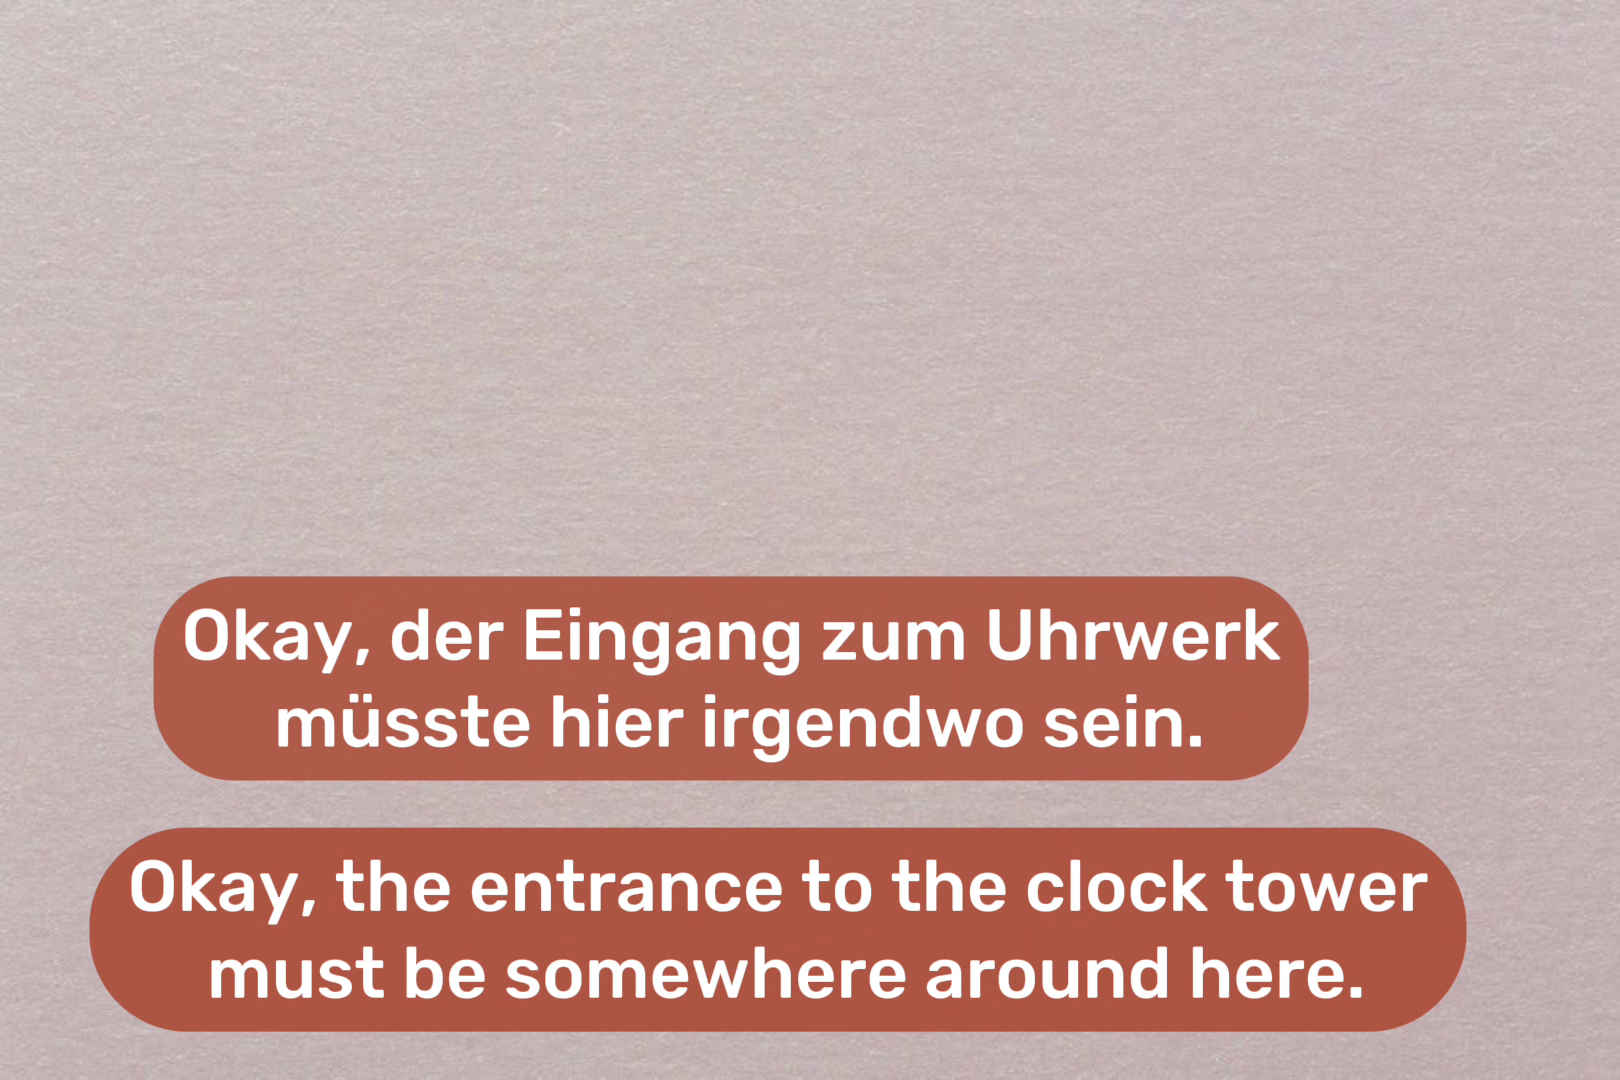 Okay, der Eingang zum Uhrwerk
müsste hier irgendwo sein.
Okay, the entrance to the clock tower
must be somewhere around here.